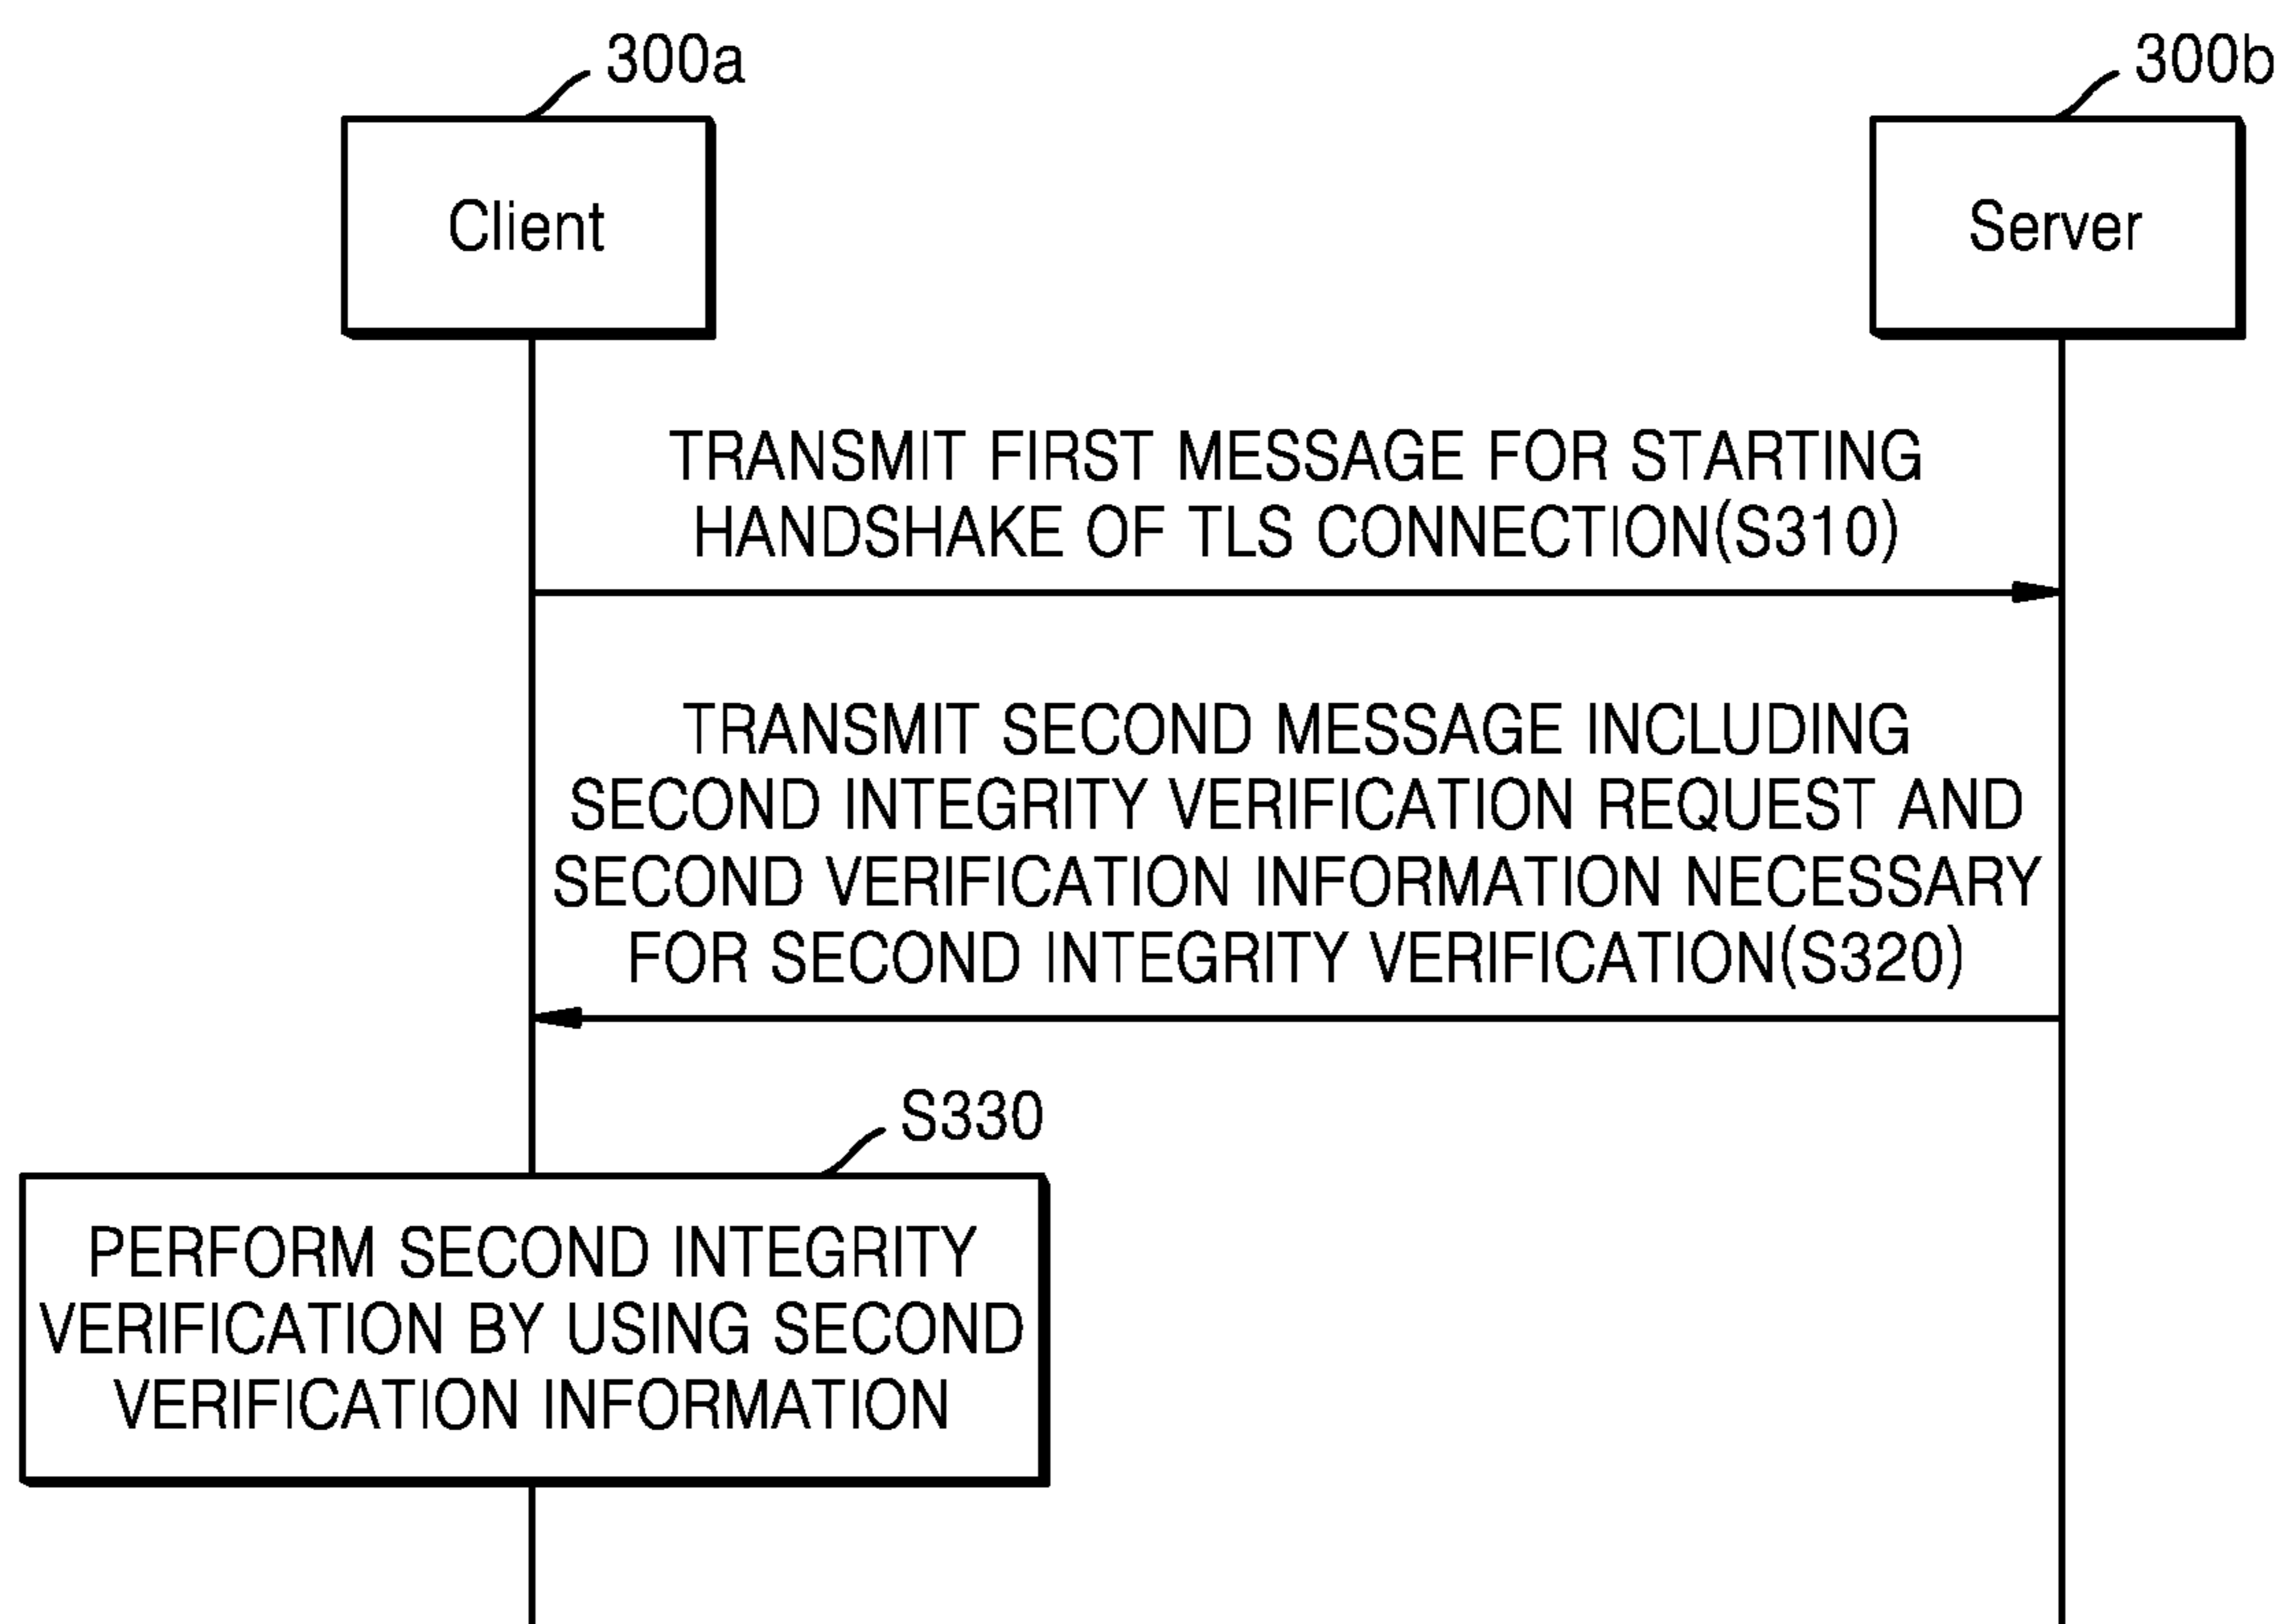 300a
300b
Client
Server
TRANSMIT FIRST MESSAGE FOR STARTING
HANDSHAKE OF TLS CONNECTION(S310)
TRANSMIT SECOND MESSAGE INCLUDING
SECOND INTEGRITY VERIFICATION REQUEST AND
SECOND VERIFICATION INFORMATION NECESSARY
FOR SECOND INTEGRITY VERIFICATION(S320)
S330
PERFORM SECOND INTEGRITY
VERIFICATION BY USING SECOND
VERIFICATION INFORMATION